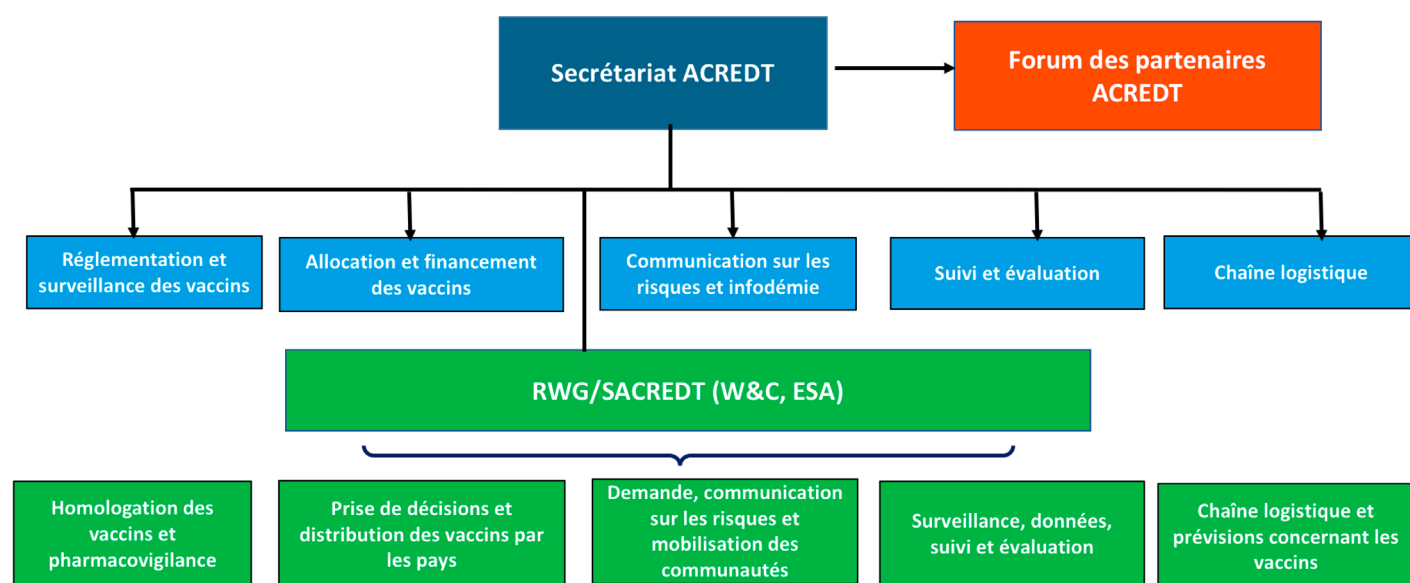 Secrétariat ACREDT
Forum des partenaires
ACREDT
Réglementation et
surveillance des vaccins
Allocation et financement
des vaccins
Communication sur les
risques et infodémie
Suivi et évaluation
Chaîne logistique
RWG/SACREDT (W&C, ESA)
Homologation des
vaccins et
pharmacovigilance
Prise de décisions et
distribution des vaccins par
les pays
Demande, communication
sur les risques et
mobilisation des
communautés
Surveillance, données,
suivi et évaluation
Chaîne logistique et
prévisions concernant les
vaccins